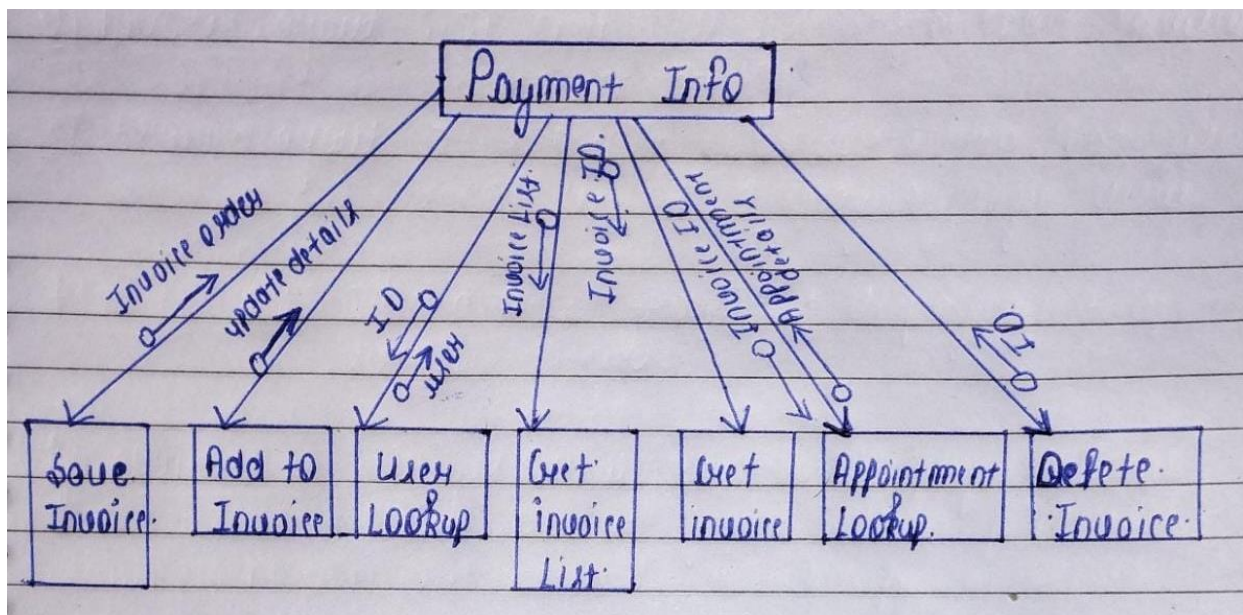 Payment Info
Invoice order
update details
ID
user
Invoice List.
Invoice ID.
Invoice ID
Appointment
details
ID
Save
Invoice.
Add to
Invoice
User
Lookup
Get
invoice
List.
Get
invoice
Appointment
Lookup.
Delete.
Invoice.